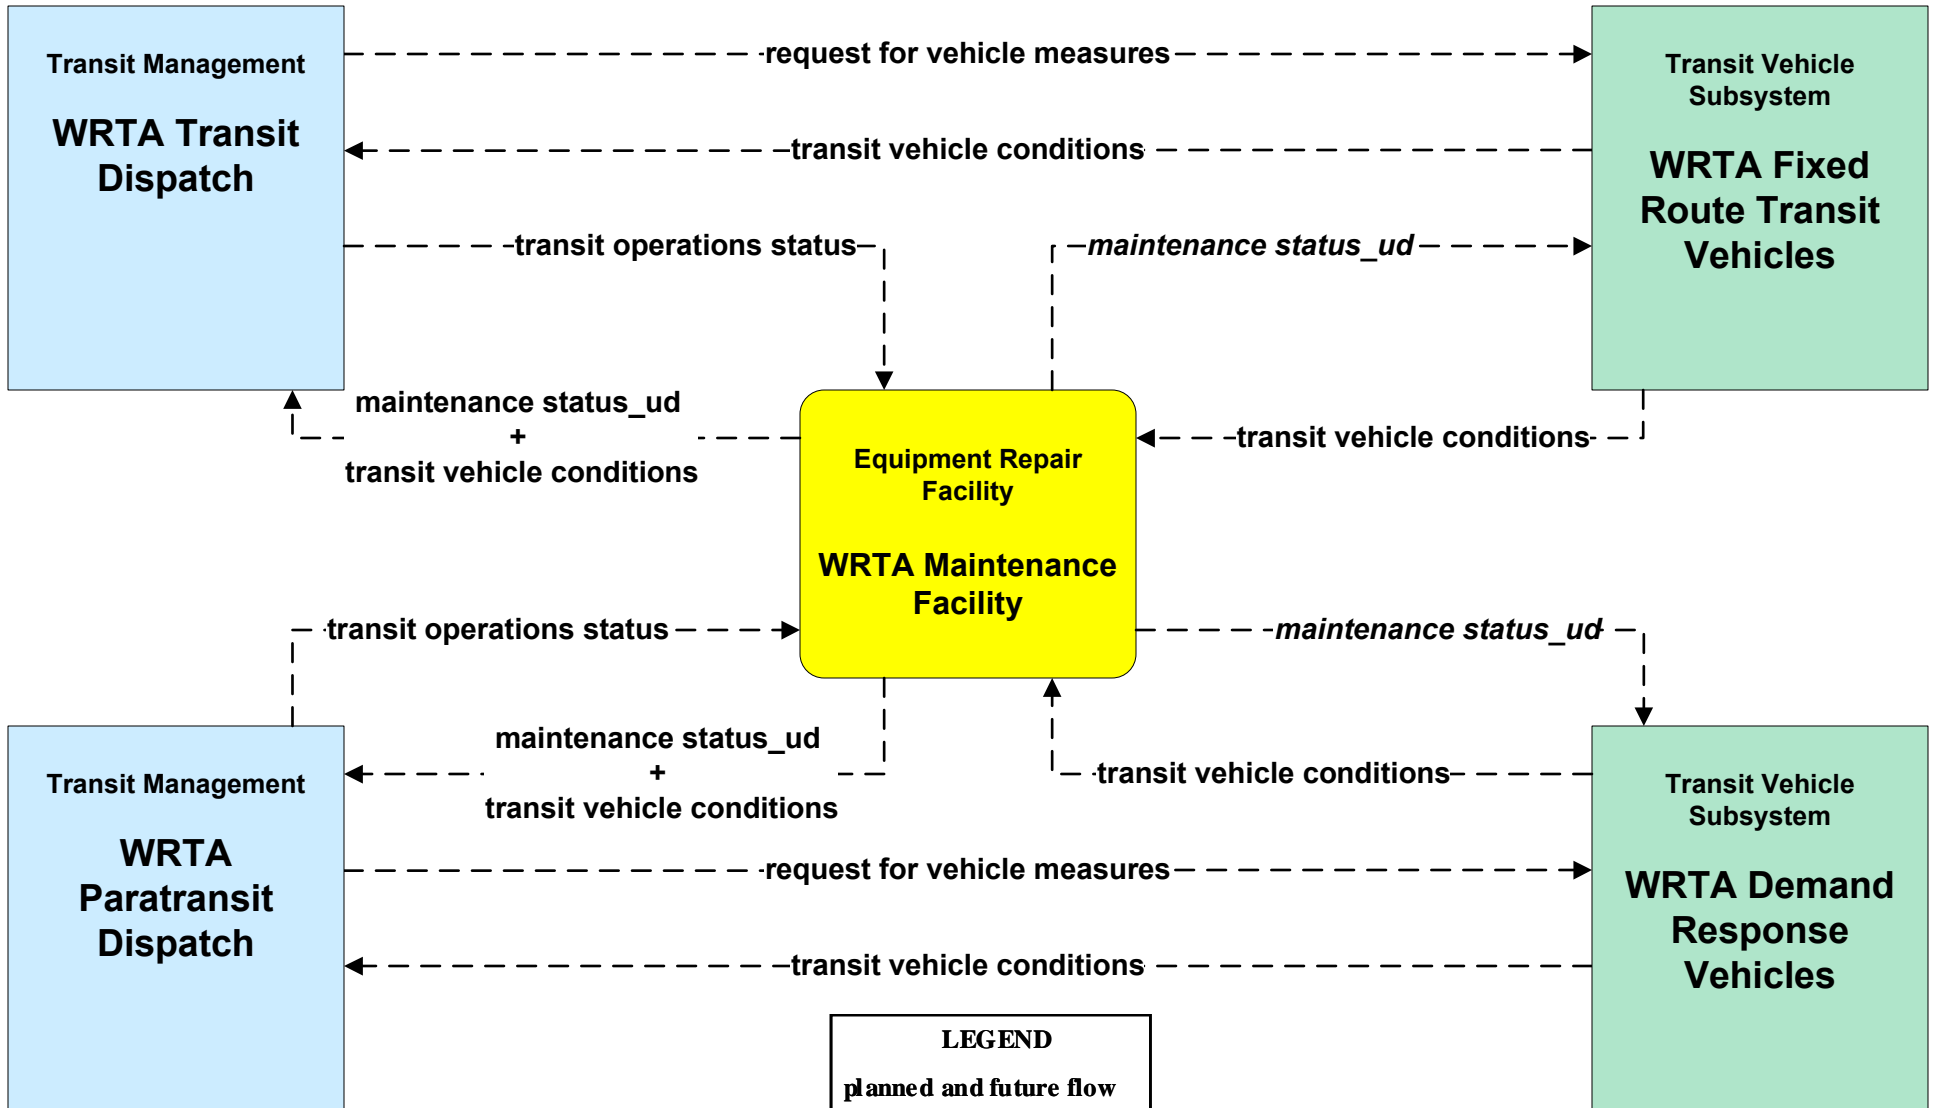 Transit Management
WRTA Transit
Dispatch
request for vehicle measures
transit vehicle conditions
transit operations status
maintenance status_ud
Transit Vehicle
Subsystem
WRTA Fixed
Route Transit
Vehicles
maintenance status_ud
+
transit vehicle conditions
transit vehicle conditions
Equipment Repair
Facility
WRTA Maintenance
Facility
transit operations status
maintenance status_ud
maintenance status_ud
+
transit vehicle conditions
transit vehicle conditions
Transit Management
WRTA
Paratransit
Dispatch
request for vehicle measures
transit vehicle conditions
Transit Vehicle
Subsystem
WRTA Demand
Response
Vehicles
LEGEND
planned and future flow